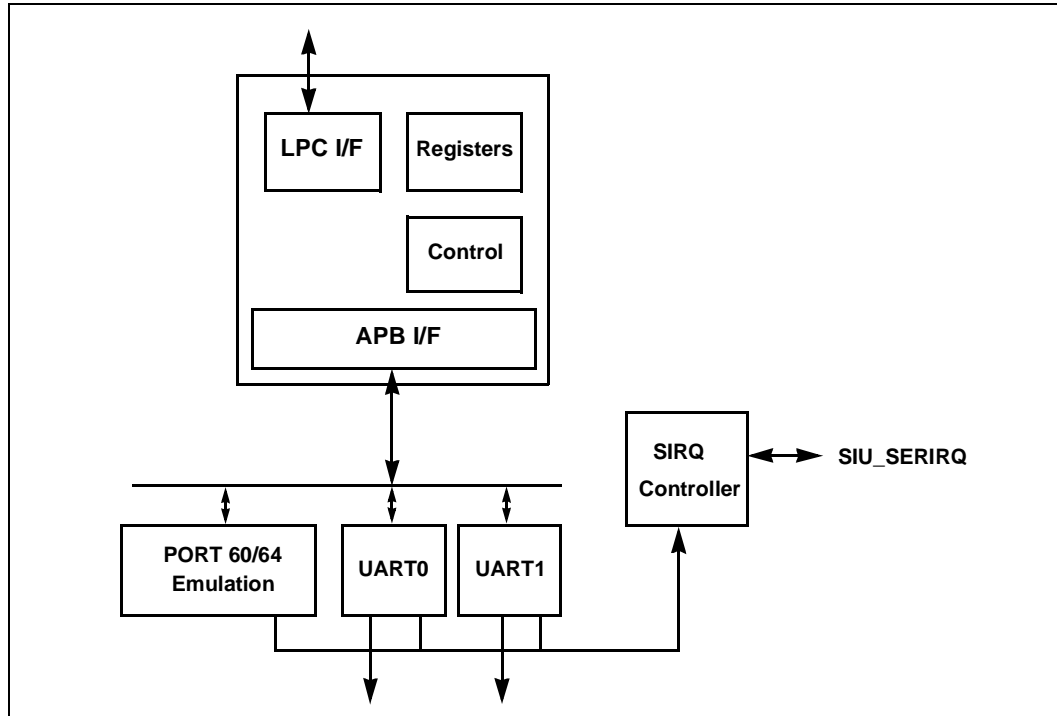 LPC I/F
Registers
Control
APB I/F
SIRQ
Controller
SIU_SERIRQ
PORT 60/64
Emulation
UART0
UART1